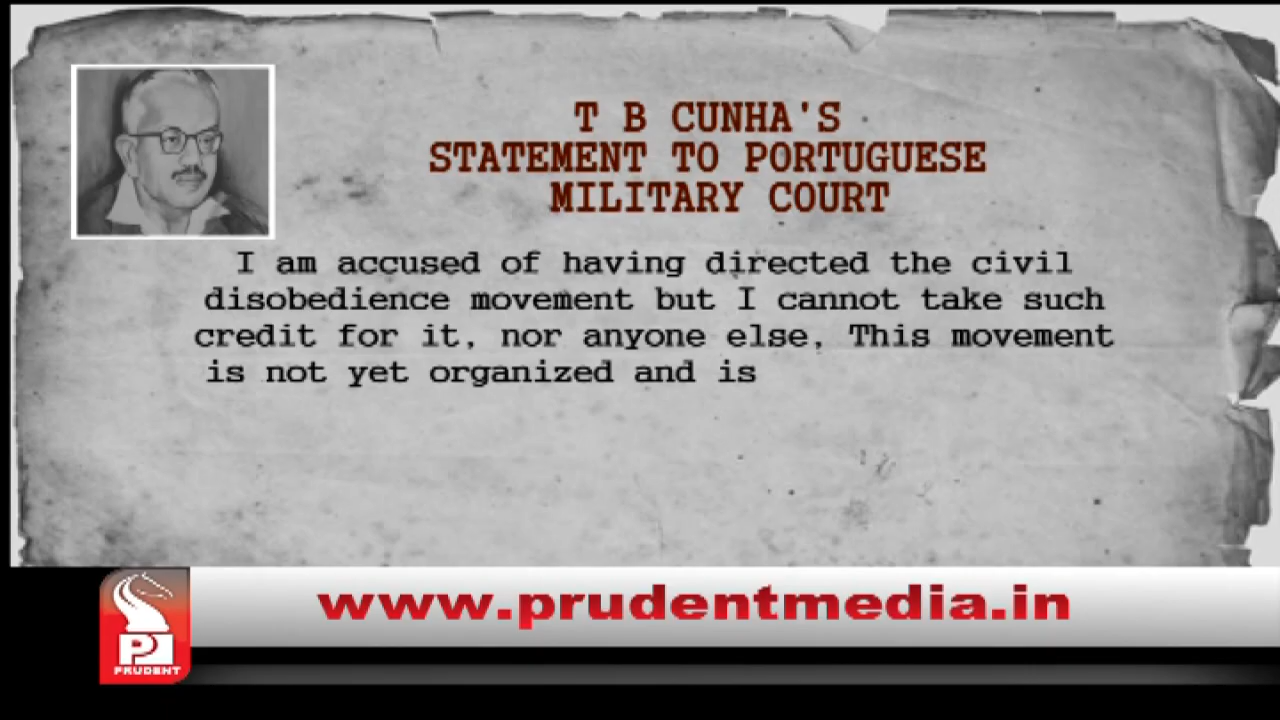 T B CUNHA'S
STATEMENT TO PORTUGUESE
MILITARY COURT
I am accused of having directed the civil
disobedience movement but I cannot take such
credit for it, nor anyone else, This movement
is not yet organized and is
www.prudentmedia.in
P
PRUDENT